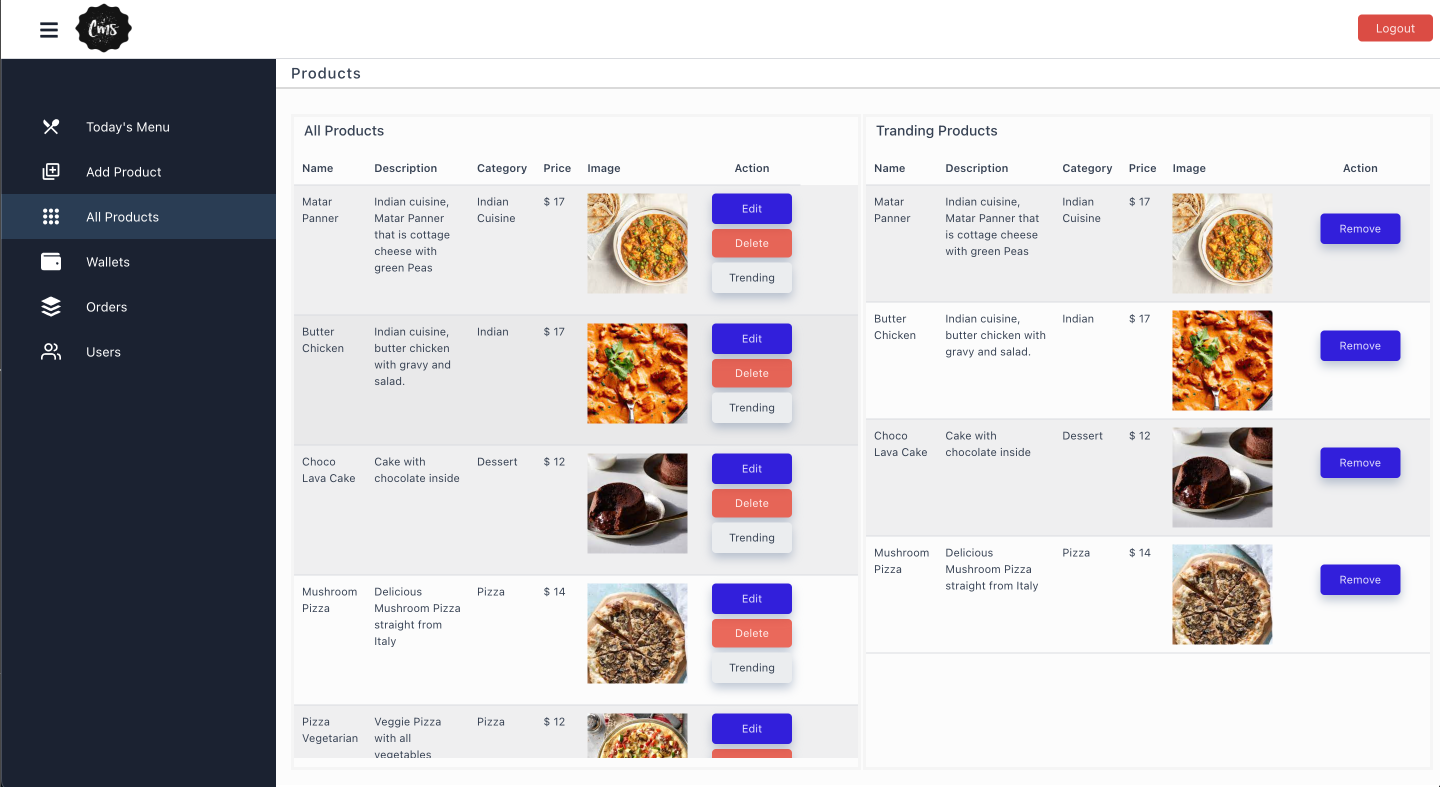 Cms
Logout
Today's Menu
Add Product
All Products
Wallets
Orders
Users
Products
All Products
Name Description Category Price Image Action
Matar
Panner
Indian cuisine,
Matar Panner
that is cottage
cheese with
green Peas
Indian
Cuisine
$ 17
Edit
Delete
Trending
Butter
Chicken
Indian cuisine,
butter chicken
with gravy and
salad.
Indian
$ 17
Edit
Delete
Trending
Choco
Lava Cake
Cake with
chocolate inside
Dessert
$ 12
Edit
Delete
Trending
Mushroom
Pizza
Delicious
Mushroom Pizza
straight from
Italy
Pizza
$ 14
Edit
Delete
Trending
Pizza
Vegetarian
Veggie Pizza
with all
vegetables
Pizza
$ 12
Edit
Tranding Products
Name Description Category Price Image Action
Matar
Panner
Indian cuisine,
Matar Panner that
is cottage cheese
with green Peas
Indian
Cuisine
$ 17
Remove
Butter
Chicken
Indian cuisine,
butter chicken with
gravy and salad.
Indian
$ 17
Remove
Choco
Lava Cake
Cake with
chocolate inside
Dessert
$ 12
Remove
Mushroom
Pizza
Delicious
Mushroom Pizza
straight from Italy
Pizza
$ 14
Remove